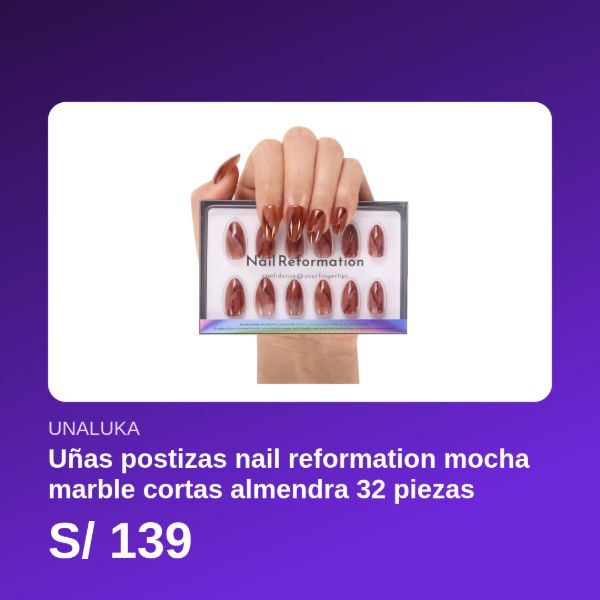 Nail Reformation
confidence@yourfingertips
UNALUKA
Uñas postizas nail reformation mocha
marble cortas almendra 32 piezas
S/ 139